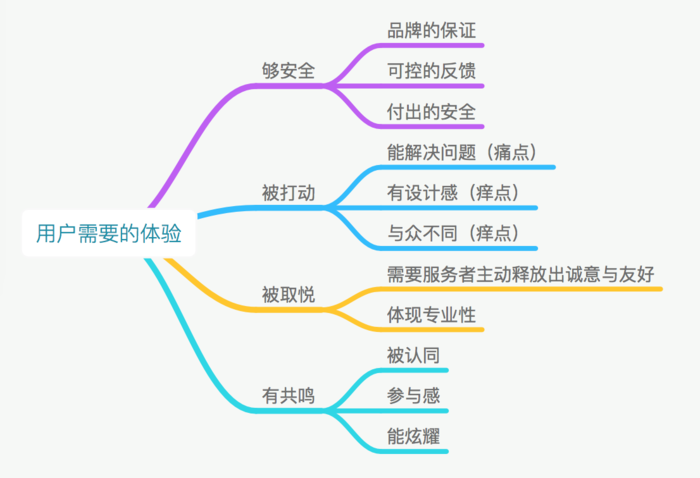 用户需要的体验
够安全
品牌的保证
可控的反馈
付出的安全
被打动
能解决问题（痛点）
有设计感（痒点）
与众不同（痒点）
被取悦
需要服务者主动释放出诚意与友好
体现专业性
有共鸣
被认同
参与感
能炫耀